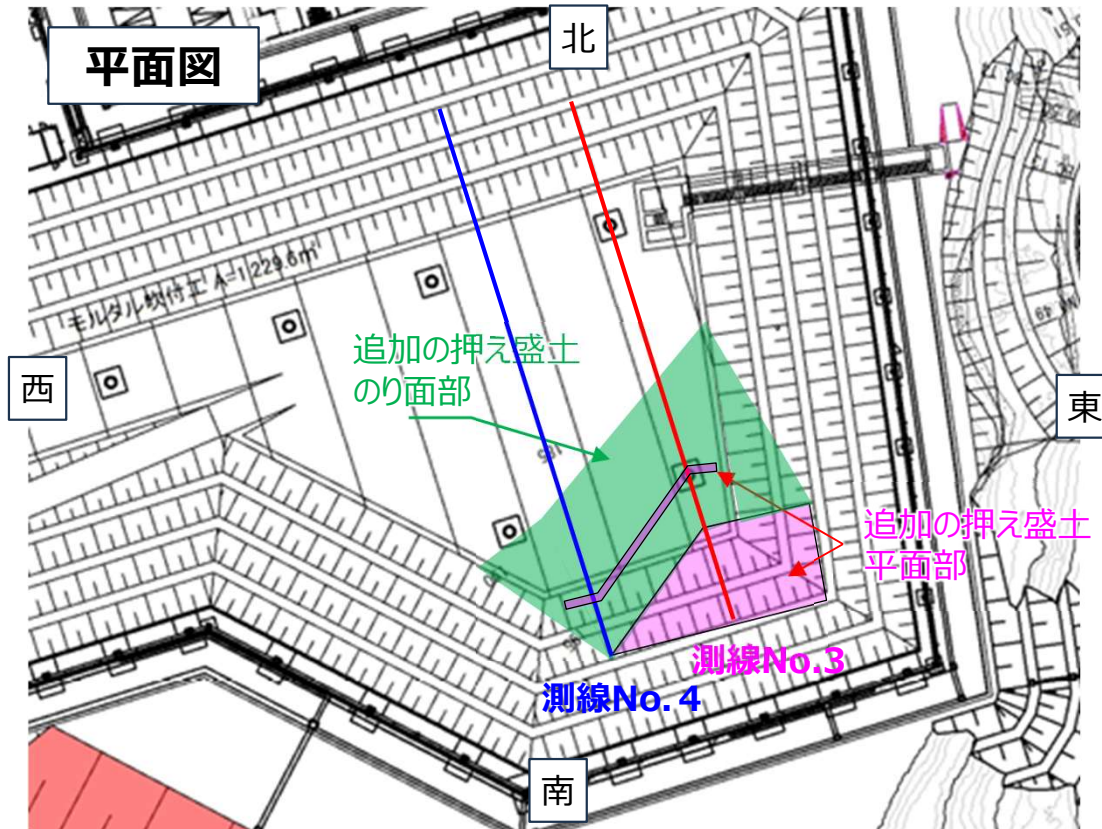 平面図
北
モルタル吹付工 A=1,229.6㎡
追加の押え盛土
のり面部
西
東
追加の押え盛土
平面部
測線No.3
測線No.4
南